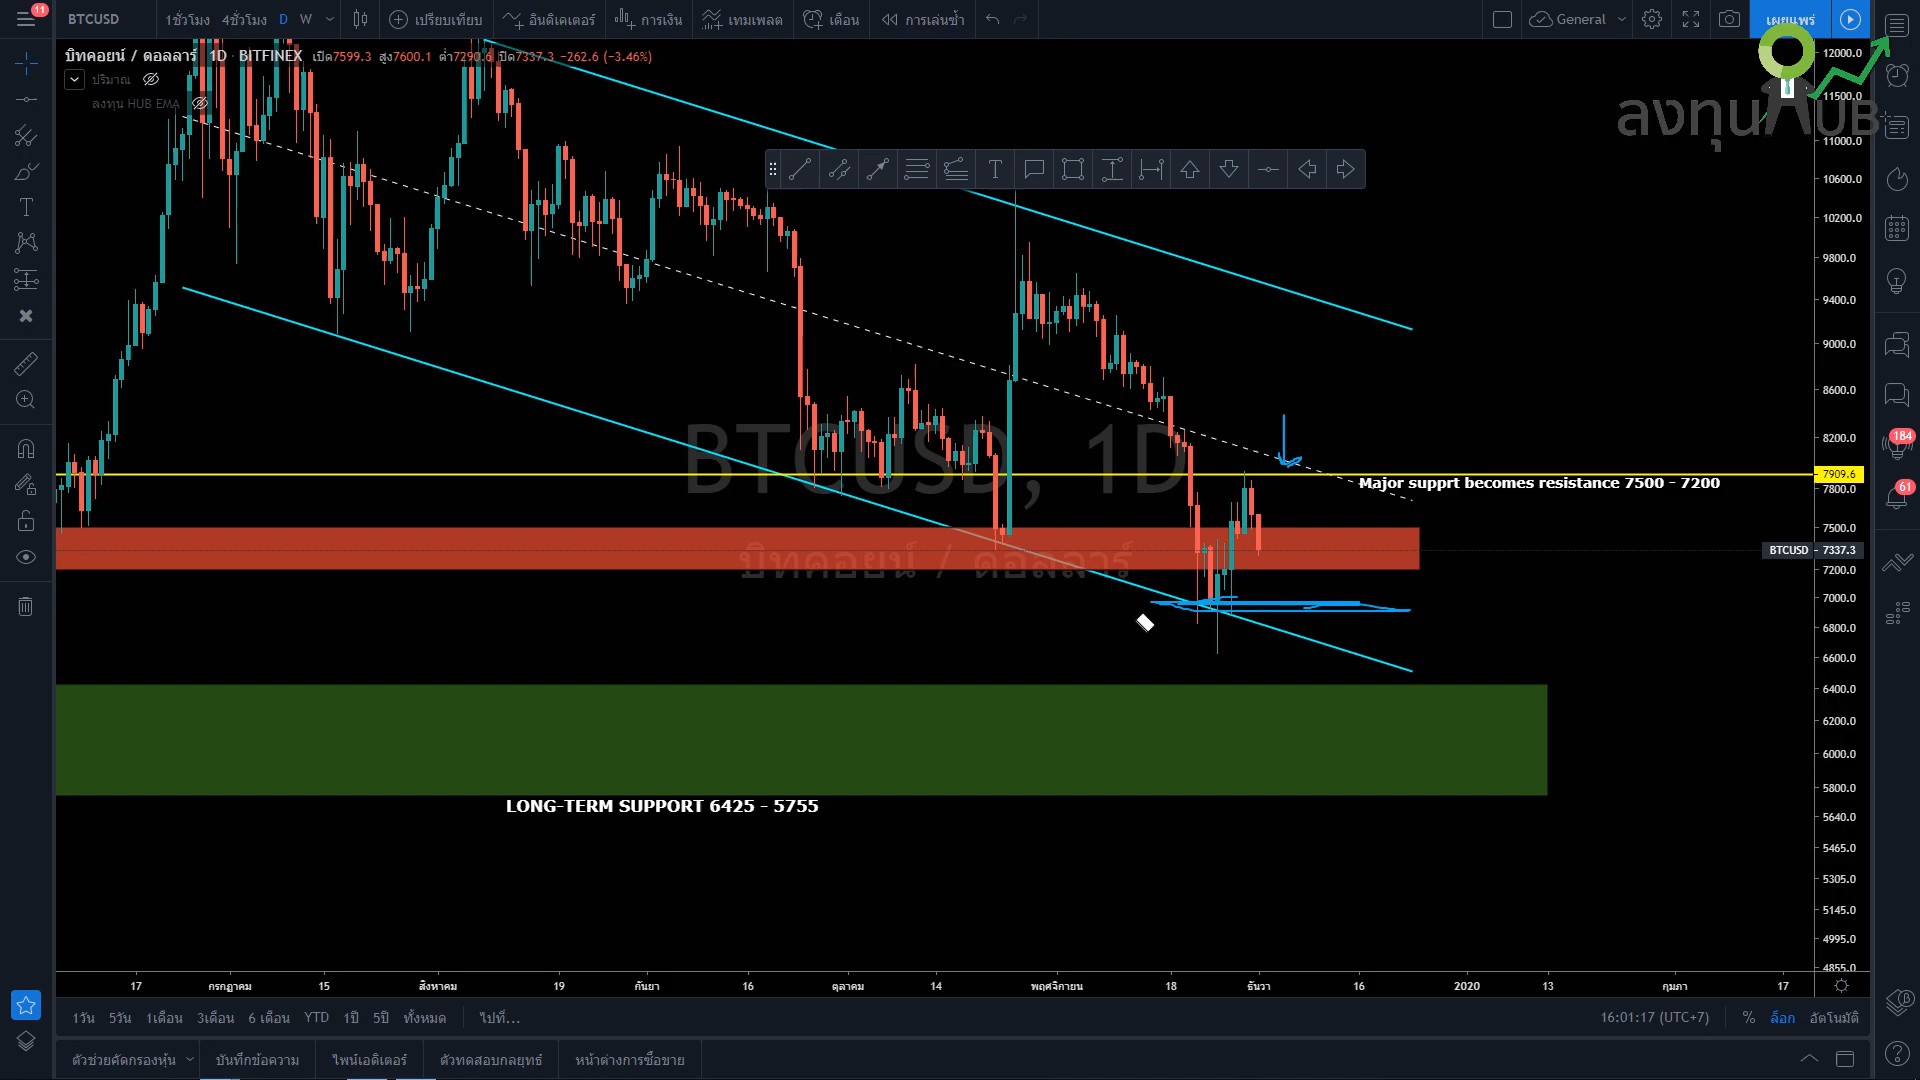 11
BTCUSD
1ชั่วโมง 4ชั่วโมง D W
เปรียบเทียบ
อินดิเคเตอร์
การเงิน
เทมเพลต
เตือน
การเล่นซ้ำ
General
เผยแพร่
บิทคอยน์ / ดอลลาร์ 1D BITFINEX เปิด7599.3 สูง7600.1 ต่ำ7290.6 ปิด7337.3 −262.6 (−3.46%)
ปริมาณ
ลงทุน HUB EMA
ลงทุน HUB
12000.0
11500.0
11000.0
10600.0
10200.0
9800.0
9400.0
9000.0
8600.0
8200.0
BTCUSD, 1D
7909.6
Major supprt becomes resistance 7500 - 7200
7800.0
7500.0
บิทคอยน์ / ดอลลาร์
BTCUSD 7337.3
7200.0
7000.0
6800.0
6600.0
6400.0
6200.0
6000.0
5800.0
LONG-TERM SUPPORT 6425 - 5755
5640.0
5465.0
5305.0
5145.0
4995.0
4855.0
184
61
17 กรกฎาคม 15 สิงหาคม 19 กันยา 16 ตุลาคม 14 พฤศจิกายน 18 ธันวา 16 2020 13 กุมภา 17
1วัน 5วัน 1เดือน 3เดือน 6 เดือน YTD 1ปี 5ปี ทั้งหมด ไปที่...
16:01:17 (UTC+7) % ล็อก อัตโนมัติ
ตัวช่วยคัดกรองหุ้น บันทึกข้อความ ไพน์เอดิเตอร์ ตัวทดสอบกลยุทธ์ หน้าต่างการซื้อขาย